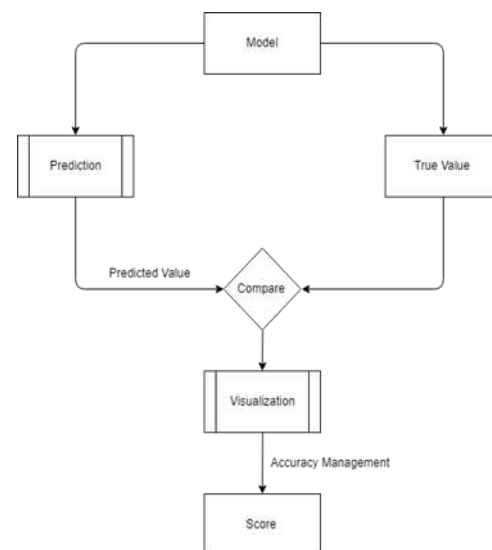 Model
Prediction
True Value
Predicted Value
Compare
Visualization
Accuracy Management
Score